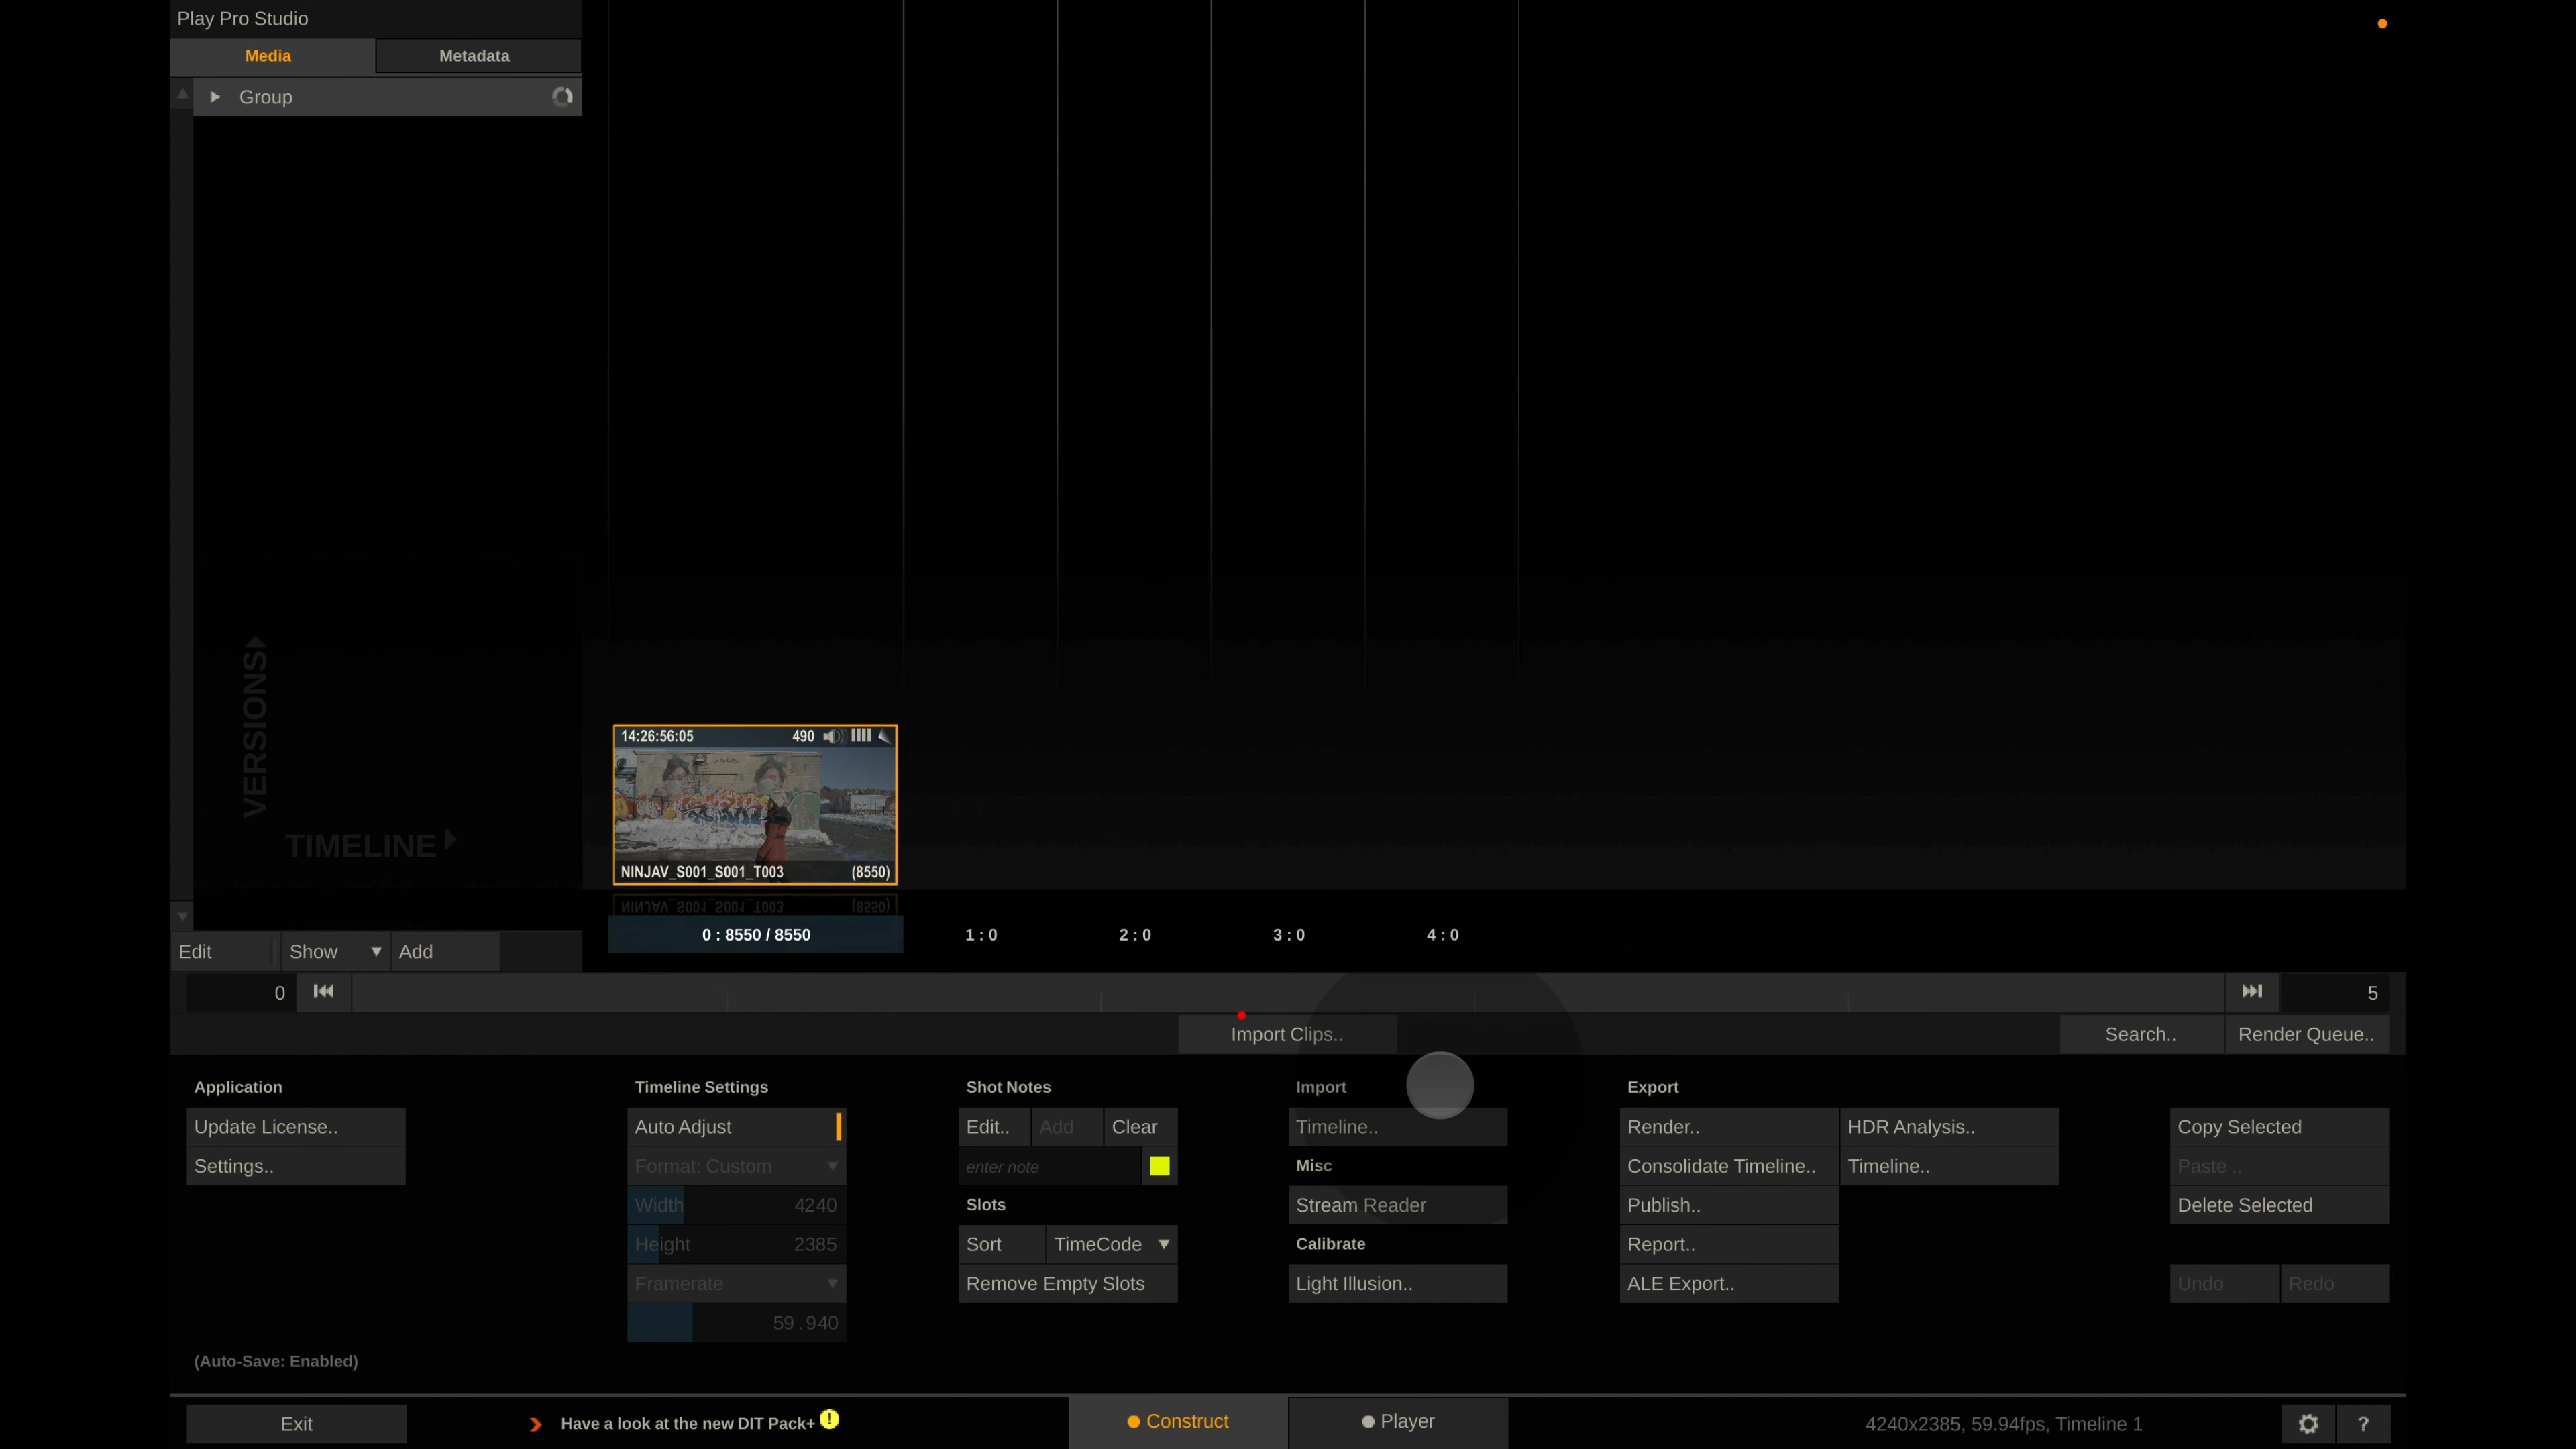 Play Pro Studio
Media
Metadata
Group
VERSIONS
TIMELINE
14:26:56:05 490
NINJAV_S001_S001_T003 (8550)
NINJAV_S001_S001_T003 (8550)
0 : 8550 / 8550
1 : 0
2 : 0
3 : 0
4 : 0
Edit
Show
Add
0
5
Import Clips..
Search..
Render Queue..
Application
Update License..
Settings..
(Auto-Save: Enabled)
Timeline Settings
Auto Adjust
Format: Custom
Width 4240
Height 2385
Framerate
59.940
Shot Notes
Edit.. Add Clear
enter note
Slots
Sort TimeCode
Remove Empty Slots
Import
Timeline..
Misc
Stream Reader
Calibrate
Light Illusion..
Export
Render.. HDR Analysis..
Consolidate Timeline.. Timeline..
Publish..
Report..
ALE Export..
Copy Selected
Paste ..
Delete Selected
Undo Redo
Exit
Have a look at the new DIT Pack+ !
Construct
Player
4240x2385, 59.94fps, Timeline 1
?